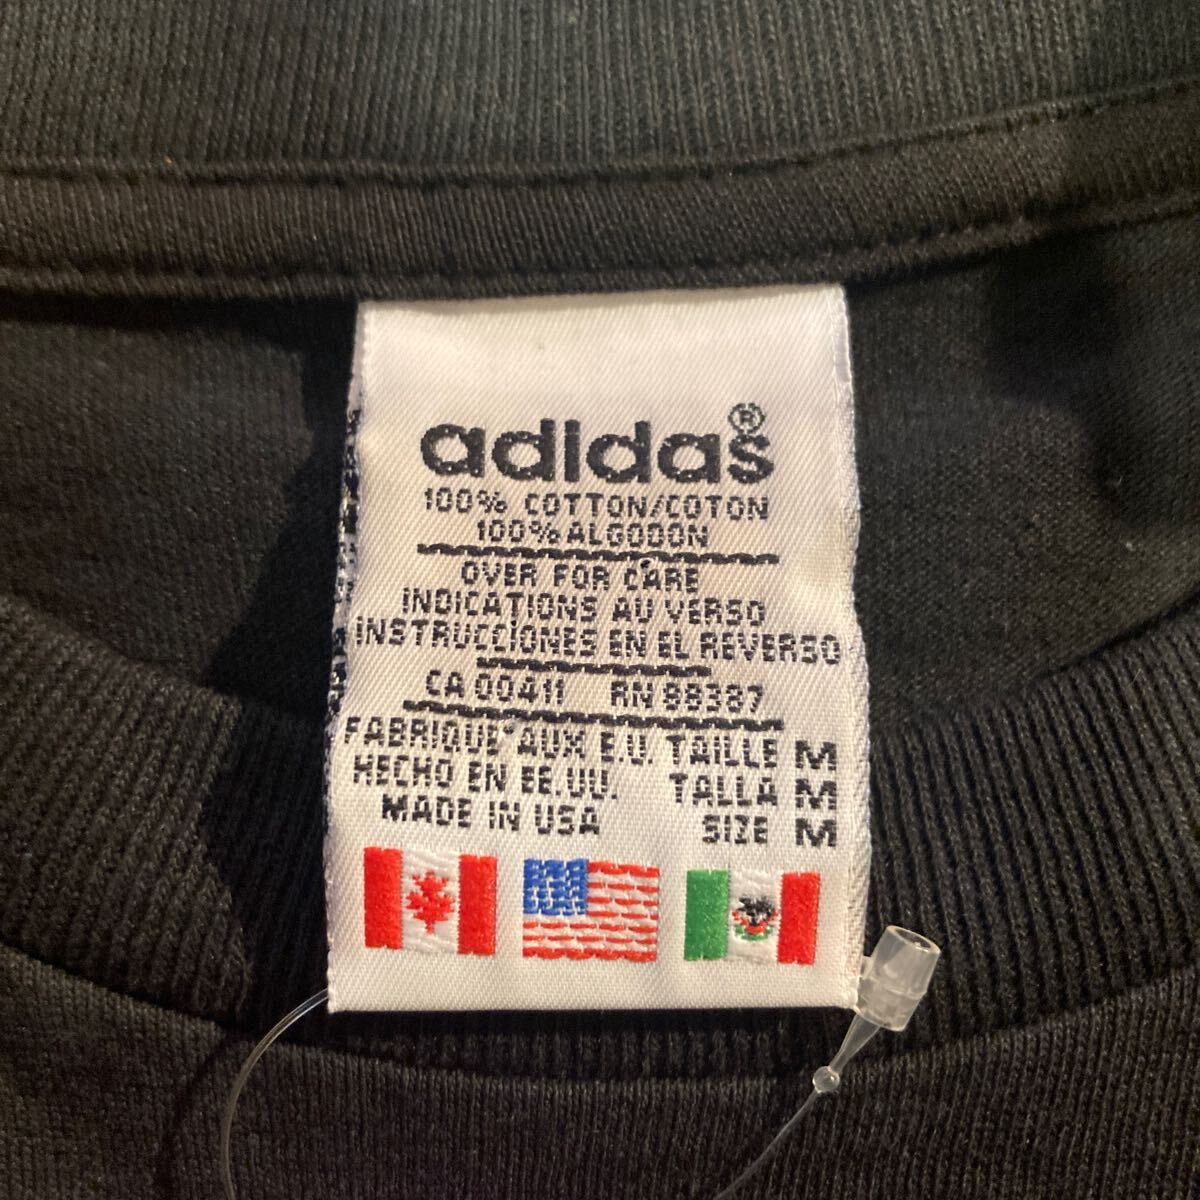 adidas®
100% COTTON/COTON
100% ALGODON
OVER FOR CARE
INDICATIONS AU VERSO
INSTRUCCIONES EN EL REVERSO
CA 00411 RN 88387
FABRIQUE AUX E.U. TAILLE M
HECHO EN EE.UU. TALLA M
MADE IN USA SIZE M